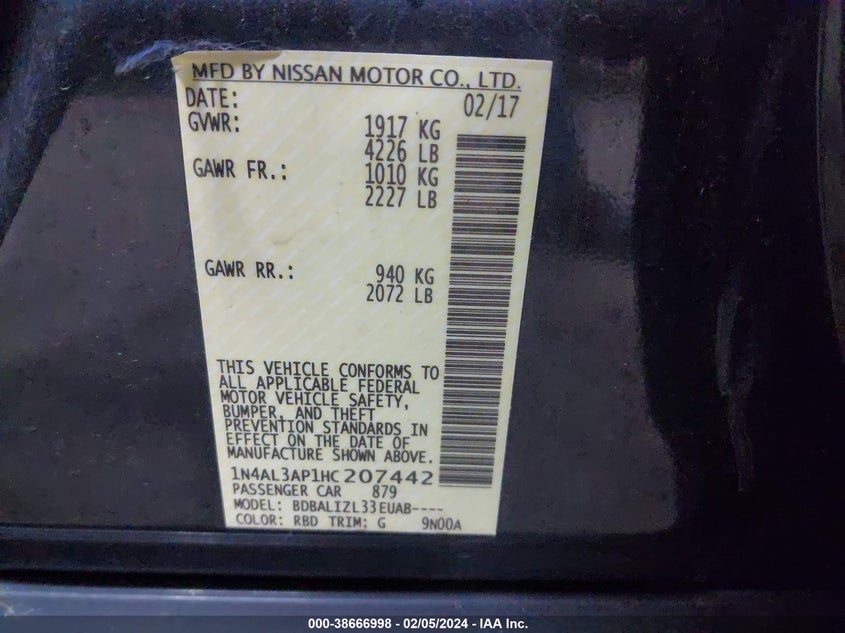 MFD BY NISSAN MOTOR CO., LTD.
DATE: 02/17
GVWR: 1917 KG
4226 LB
GAWR FR.: 1010 KG
2227 LB
GAWR RR.: 940 KG
2072 LB
THIS VEHICLE CONFORMS TO
ALL APPLICABLE FEDERAL
MOTOR VEHICLE SAFETY,
BUMPER, AND THEFT
PREVENTION STANDARDS IN
EFFECT ON THE DATE OF
MANUFACTURE SHOWN ABOVE.
1N4AL3AP1HC207442
PASSENGER CAR 879
MODEL: BDBALIZL33EUAB----
COLOR: RBD TRIM: G 9N00A
000-38666998 - 02/05/2024 - IAA Inc.